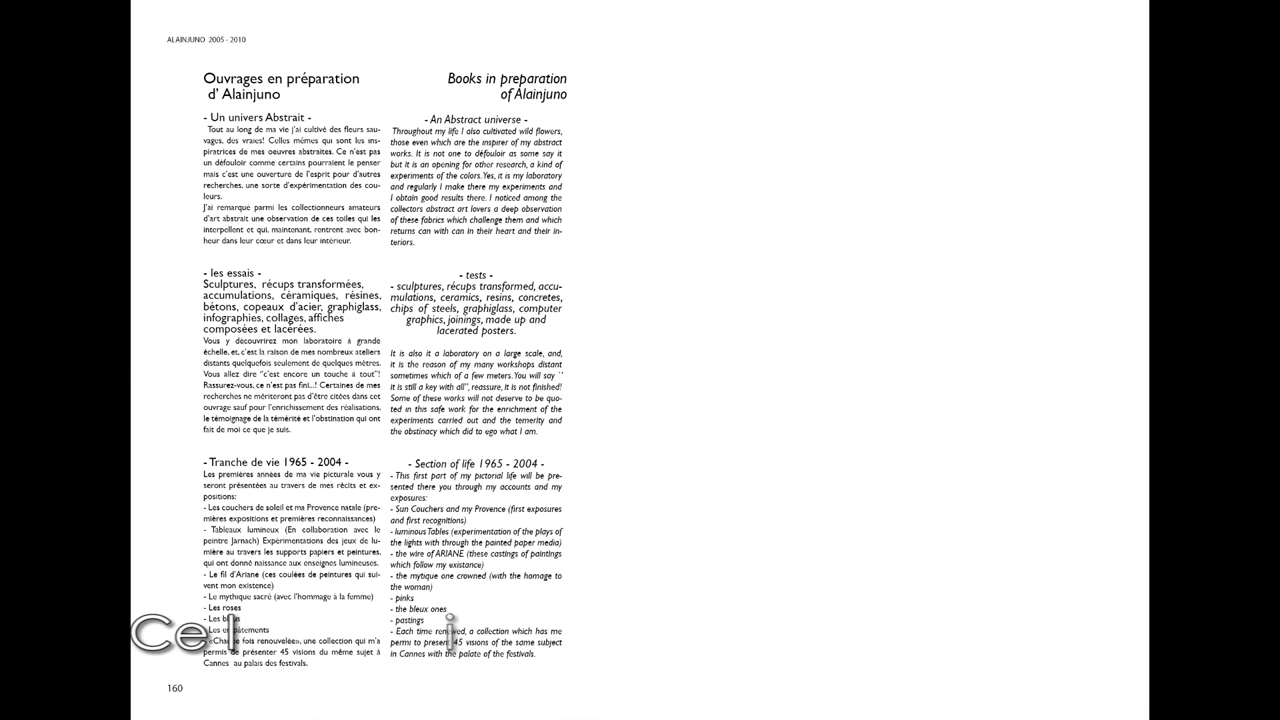 ALAINJUNO 2005 - 2010
Ouvrages en préparation
d' Alainjuno
- Un univers Abstrait -
Tout au long de ma vie j'ai cultivé des fleurs sau-
vages, des vraies! Celles mêmes qui sont les ins-
piratrices de mes oeuvres abstraites. Ce n'est pas
un défouloir comme certains pourraient le penser
mais c'est une ouverture de l'esprit pour d'autres
recherches, une sorte d'expérimentation des cou-
leurs.
J'ai remarqué parmi les collectionneurs amateurs
d'art abstrait une observation de ces toiles qui les
interpellent et qui, maintenant, rentrent avec bon-
heur dans leur cœur et dans leur intérieur.
- les essais -
Sculptures, récups transformées,
accumulations, céramiques, résines,
bétons, copeaux d'acier, graphiglass,
infographies, collages, affiches
composées et lacérées.
Vous y découvrirez mon laboratoire à grande
échelle, et, c'est la raison de mes nombreux ateliers
distants quelquefois seulement de quelques mètres.
Vous allez dire "c'est encore un touche à tout"!
Rassurez-vous, ce n'est pas fini...! Certaines de mes
recherches ne mériteront pas d'être citées dans cet
ouvrage sauf pour l'enrichissement des réalisations,
le témoignage de la témérité et l'obstination qui ont
fait de moi ce que je suis.
- Tranche de vie 1965 - 2004 -
Les premières années de ma vie picturale vous y
seront présentées au travers de mes récits et ex-
positions:
- Les couchers de soleil et ma Provence natale (pre-
mières expositions et premières reconnaissances)
- Tableaux lumineux (En collaboration avec le
peintre Jarnach) Expérimentations des jeux de lu-
mière au travers les supports papiers et peintures,
qui ont donné naissance aux enseignes lumineuses.
- Le fil d'Ariane (ces coulées de peintures qui sui-
vent mon existence)
- Le mythique sacré (avec l'hommage à la femme)
- Les roses
- Les bleus
- Les empâtements
- «Chaque fois renouvelée», une collection qui m'a
permis de présenter 45 visions du même sujet à
Cannes au palais des festivals.
Books in preparation
of Alainjuno
- An Abstract universe -
Throughout my life I also cultivated wild flowers,
those even which are the inspirer of my abstract
works. It is not one to défouloir as some say it
but it is an opening for other research, a kind of
experiments of the colors. Yes, it is my laboratory
and regularly I make there my experiments and
I obtain good results there. I noticed among the
collectors abstract art lovers a deep observation
of these fabrics which challenge them and which
returns can with can in their heart and their in-
teriors.
- tests -
- sculptures, récups transformed, accu-
mulations, ceramics, resins, concretes,
chips of steels, graphiglass, computer
graphics, joinings, made up and
lacerated posters.
It is also it a laboratory on a large scale, and,
it is the reason of my many workshops distant
sometimes which of a few meters. You will say ``
it is still a key with all'', reassure, it is not finished!
Some of these works will not deserve to be quo-
ted in this safe work for the enrichment of the
experiments carried out and the temerity and
the obstinacy which did to ego what I am.
- Section of life 1965 - 2004 -
- This first part of my pictorial life will be pre-
sented there you through my accounts and my
exposures:
- Sun Couchers and my Provence (first exposures
and first recognitions)
- luminous Tables (experimentation of the plays of
the lights with through the painted paper media)
- the wire of ARIANE (these castings of paintings
which follow my existance)
- the mytique one crowned (with the homage to
the woman)
- pinks
- the bleux ones
- pastings
- Each time renewed, a collection which has me
permi to present 45 visions of the same subject
in Cannes with the palate of the festivals.
Cel i
160